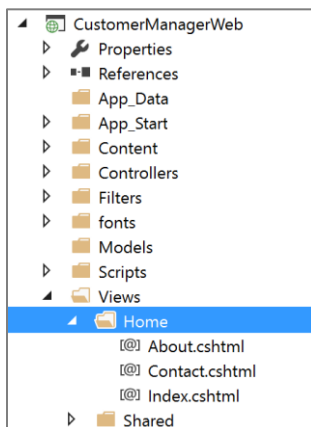 CustomerManagerWeb
Properties
References
App_Data
App_Start
Content
Controllers
Filters
fonts
Models
Scripts
Views
Home
[@] About.cshtml
[@] Contact.cshtml
[@] Index.cshtml
Shared